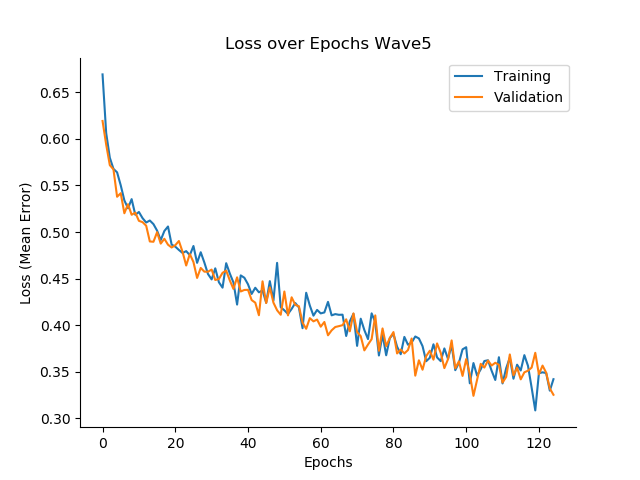 Loss over Epochs Wave5
Training
Validation
0.65
0.60
0.55
0.50
0.45
0.40
0.35
0.30
Loss (Mean Error)
0 20 40 60 80 100 120
Epochs